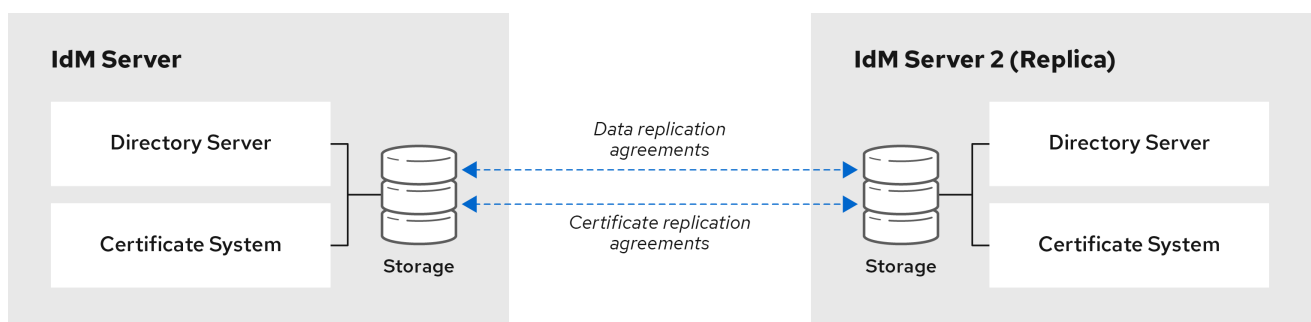 IdM Server
Directory Server
Certificate System
Storage
Data replication
agreements
Certificate replication
agreements
IdM Server 2 (Replica)
Storage
Directory Server
Certificate System